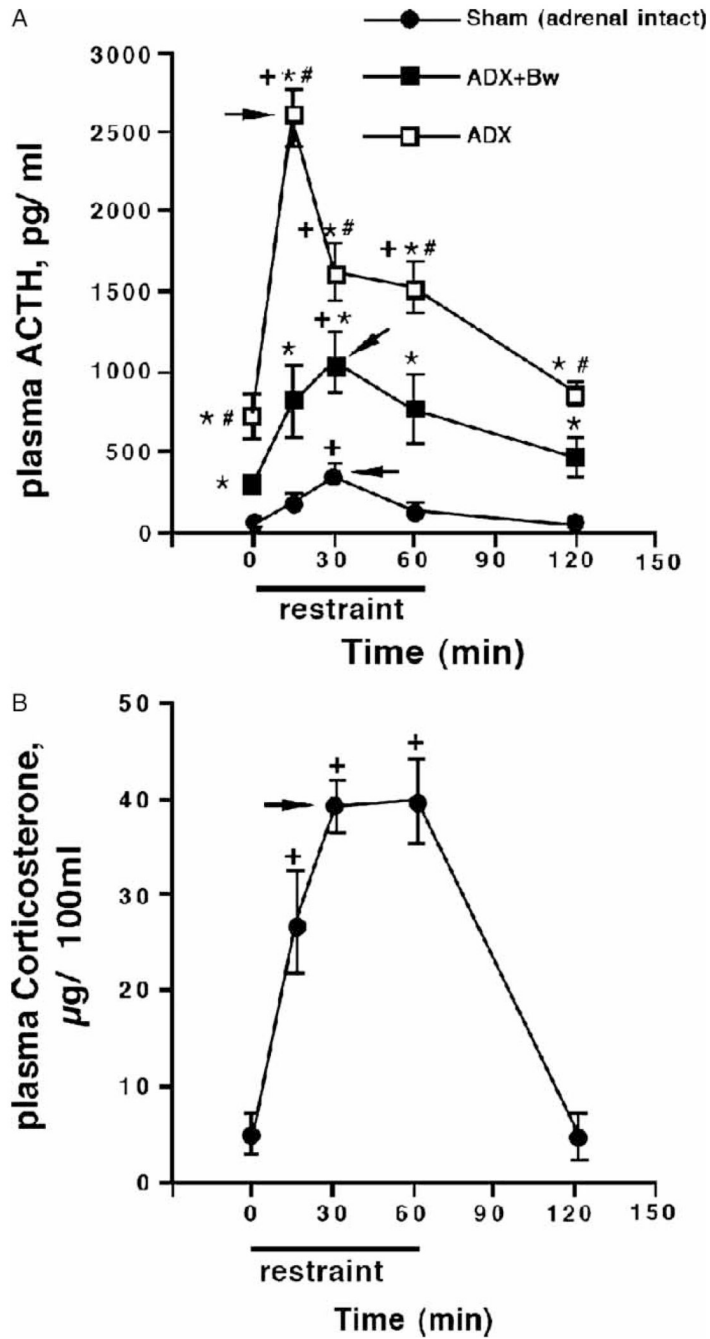 A
Sham (adrenal intact)
ADX+Bw
ADX
3000
2500
2000
1500
1000
500
0
plasma ACTH, pg/ ml
+ * #
+ * #
+ * #
+ *
*
*
* #
*
* #
*
+
0 30 60 90 120 150
restraint
Time (min)
B
50
40
30
20
10
0
plasma Corticosterone,
µg/ 100ml
+
+
+
0 30 60 90 120 150
restraint
Time (min)